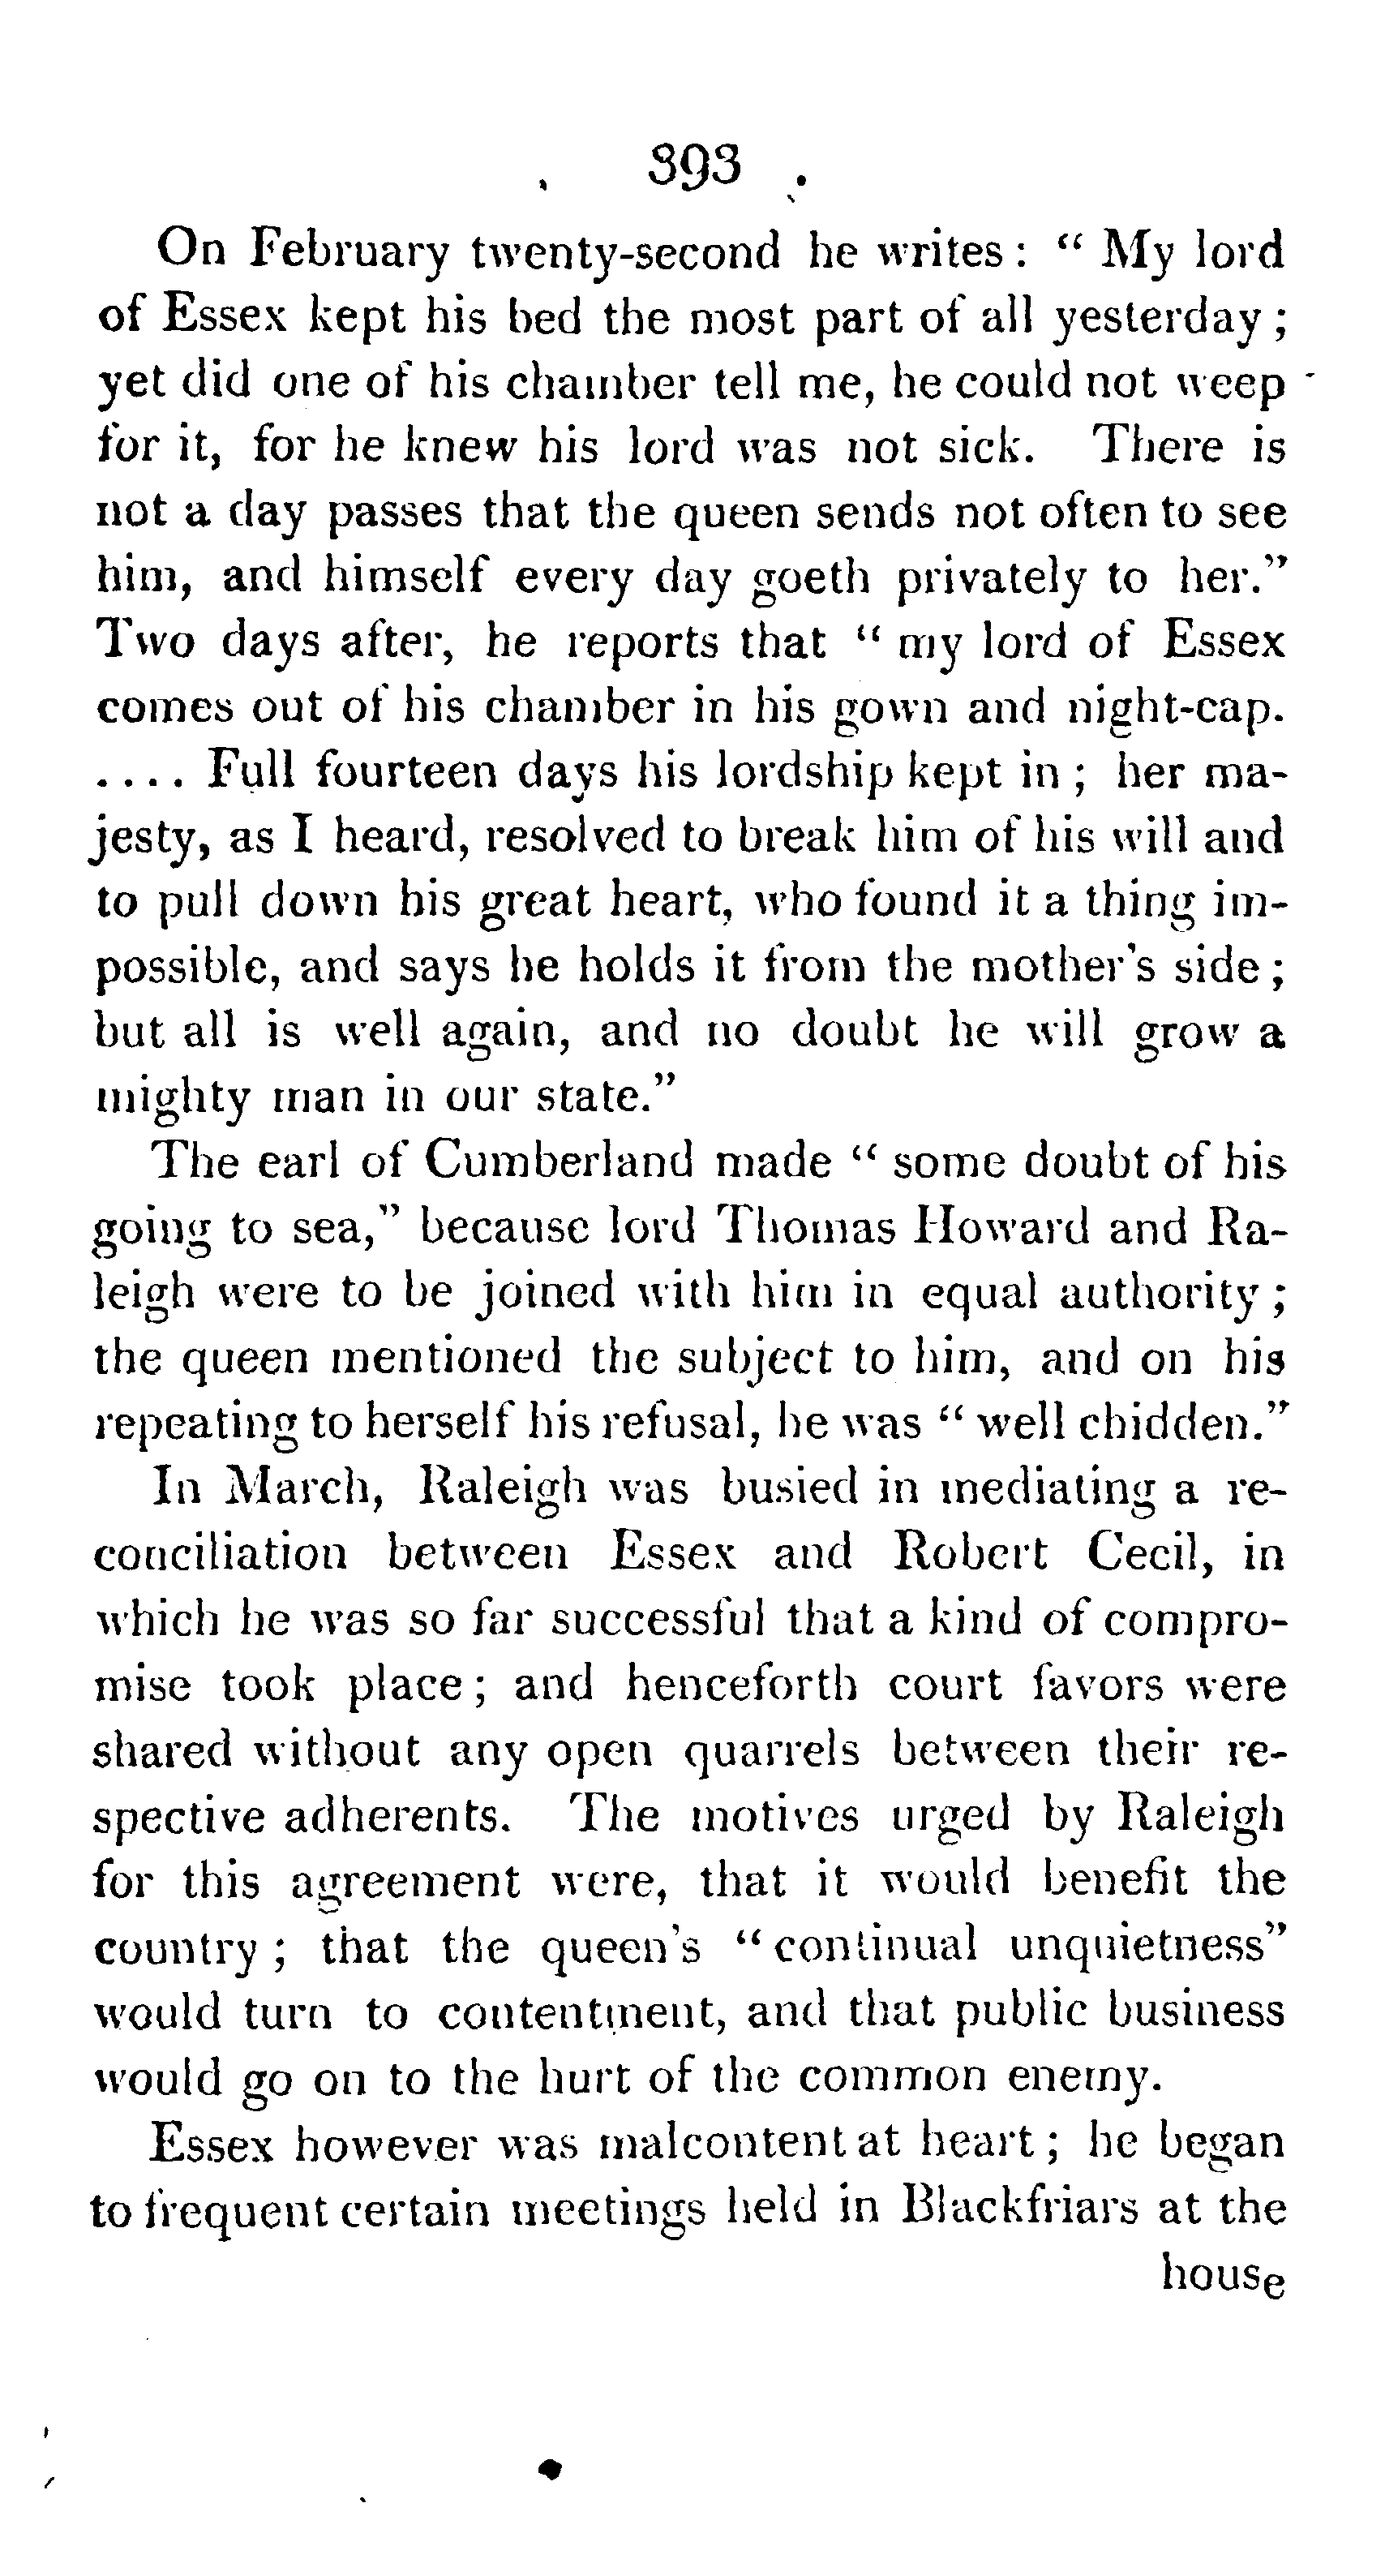 393
On February twenty-second he writes: " My lord
of Essex kept his bed the most part of all yesterday;
yet did one of his chamber tell me, he could not weep
for it, for he knew his lord was not sick. There is
not a day passes that the queen sends not often to see
him, and himself every day goeth privately to her."
Two days after, he reports that " my lord of Essex
comes out of his chamber in his gown and night-cap.
.... Full fourteen days his lordship kept in; her ma-
jesty, as I heard, resolved to break him of his will and
to pull down his great heart, who found it a thing im-
possible, and says he holds it from the mother's side;
but all is well again, and no doubt he will grow a
mighty man in our state."
The earl of Cumberland made " some doubt of his
going to sea," because lord Thomas Howard and Ra-
leigh were to be joined with him in equal authority;
the queen mentioned the subject to him, and on his
repeating to herself his refusal, he was " well chidden."
In March, Raleigh was busied in mediating a re-
conciliation between Essex and Robert Cecil, in
which he was so far successful that a kind of compro-
mise took place; and henceforth court favors were
shared without any open quarrels between their re-
spective adherents. The motives urged by Raleigh
for this agreement were, that it would benefit the
country; that the queen's " continual unquietness"
would turn to contentment, and that public business
would go on to the hurt of the common enemy.
Essex however was malcontent at heart; he began
to frequent certain meetings held in Blackfriars at the
house